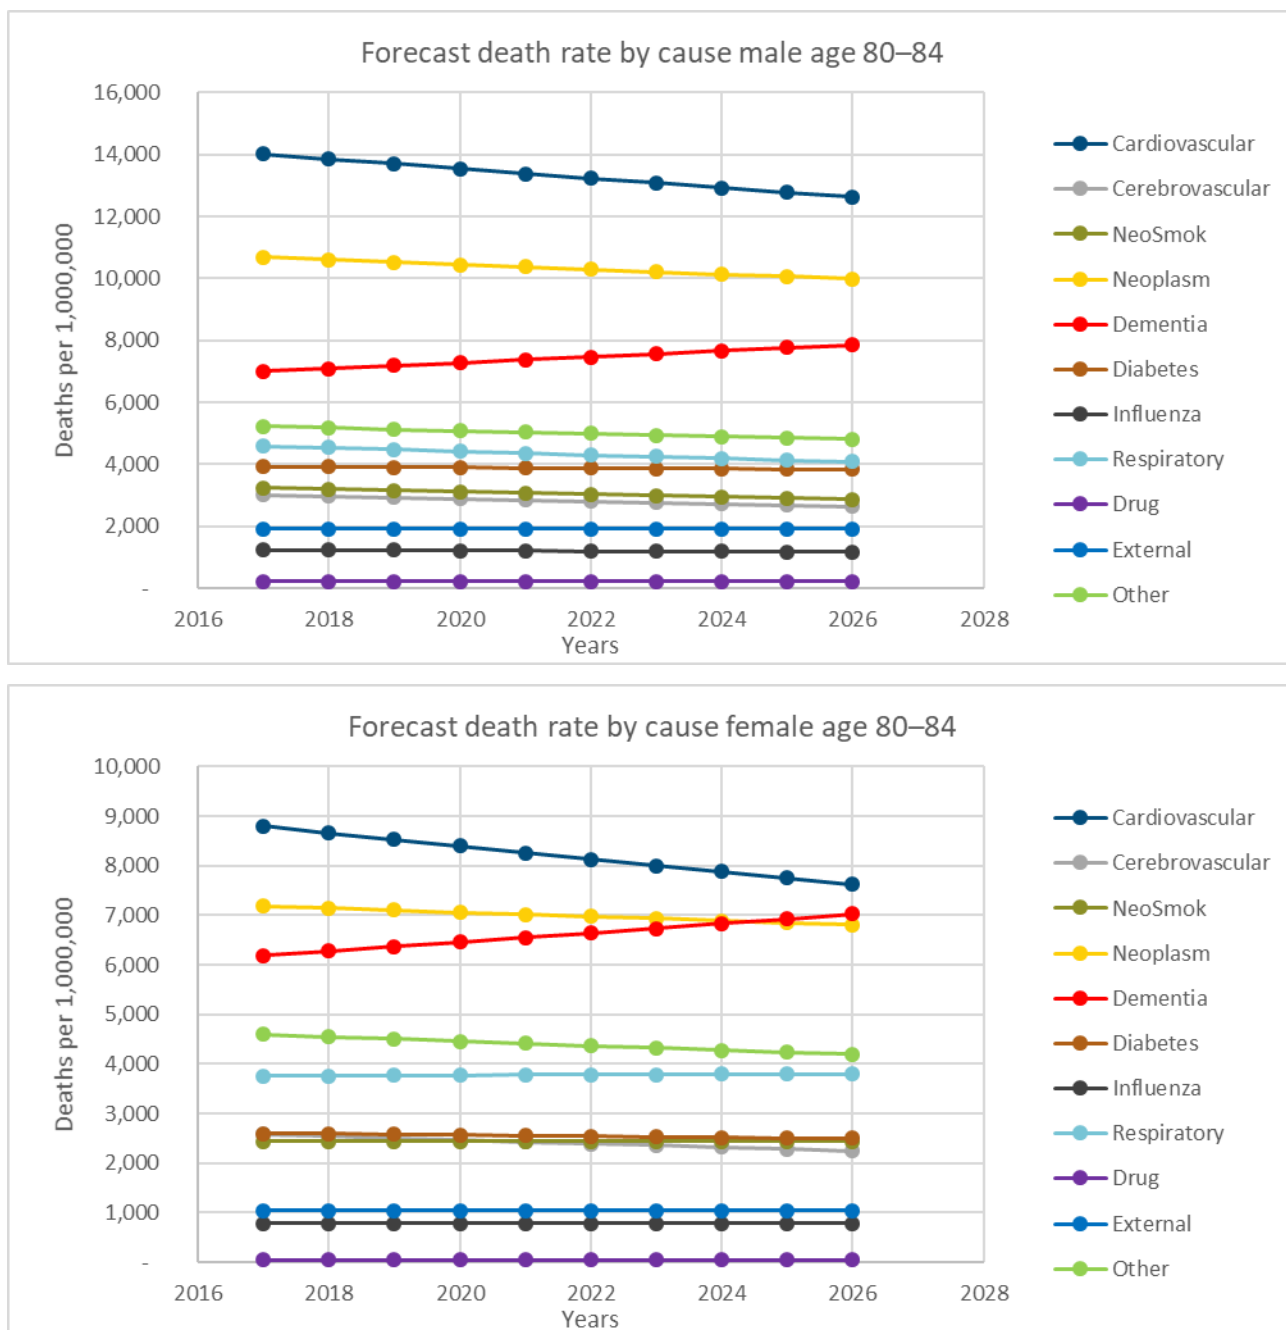 Forecast death rate by cause male age 80–84
Deaths per 1,000,000
16,000
14,000
12,000
10,000
8,000
6,000
4,000
2,000
-
2016 2018 2020 2022 2024 2026 2028
Years
Cardiovascular
Cerebrovascular
NeoSmok
Neoplasm
Dementia
Diabetes
Influenza
Respiratory
Drug
External
Other
Forecast death rate by cause female age 80–84
Deaths per 1,000,000
10,000
9,000
8,000
7,000
6,000
5,000
4,000
3,000
2,000
1,000
-
2016 2018 2020 2022 2024 2026 2028
Years
Cardiovascular
Cerebrovascular
NeoSmok
Neoplasm
Dementia
Diabetes
Influenza
Respiratory
Drug
External
Other